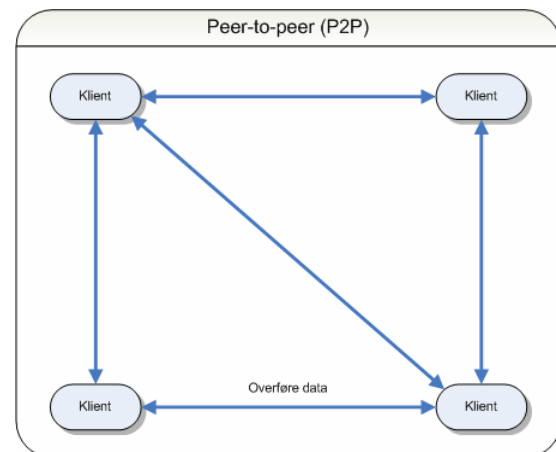 Peer-to-peer (P2P)
Klient
Klient
Overføre data
Klient
Klient